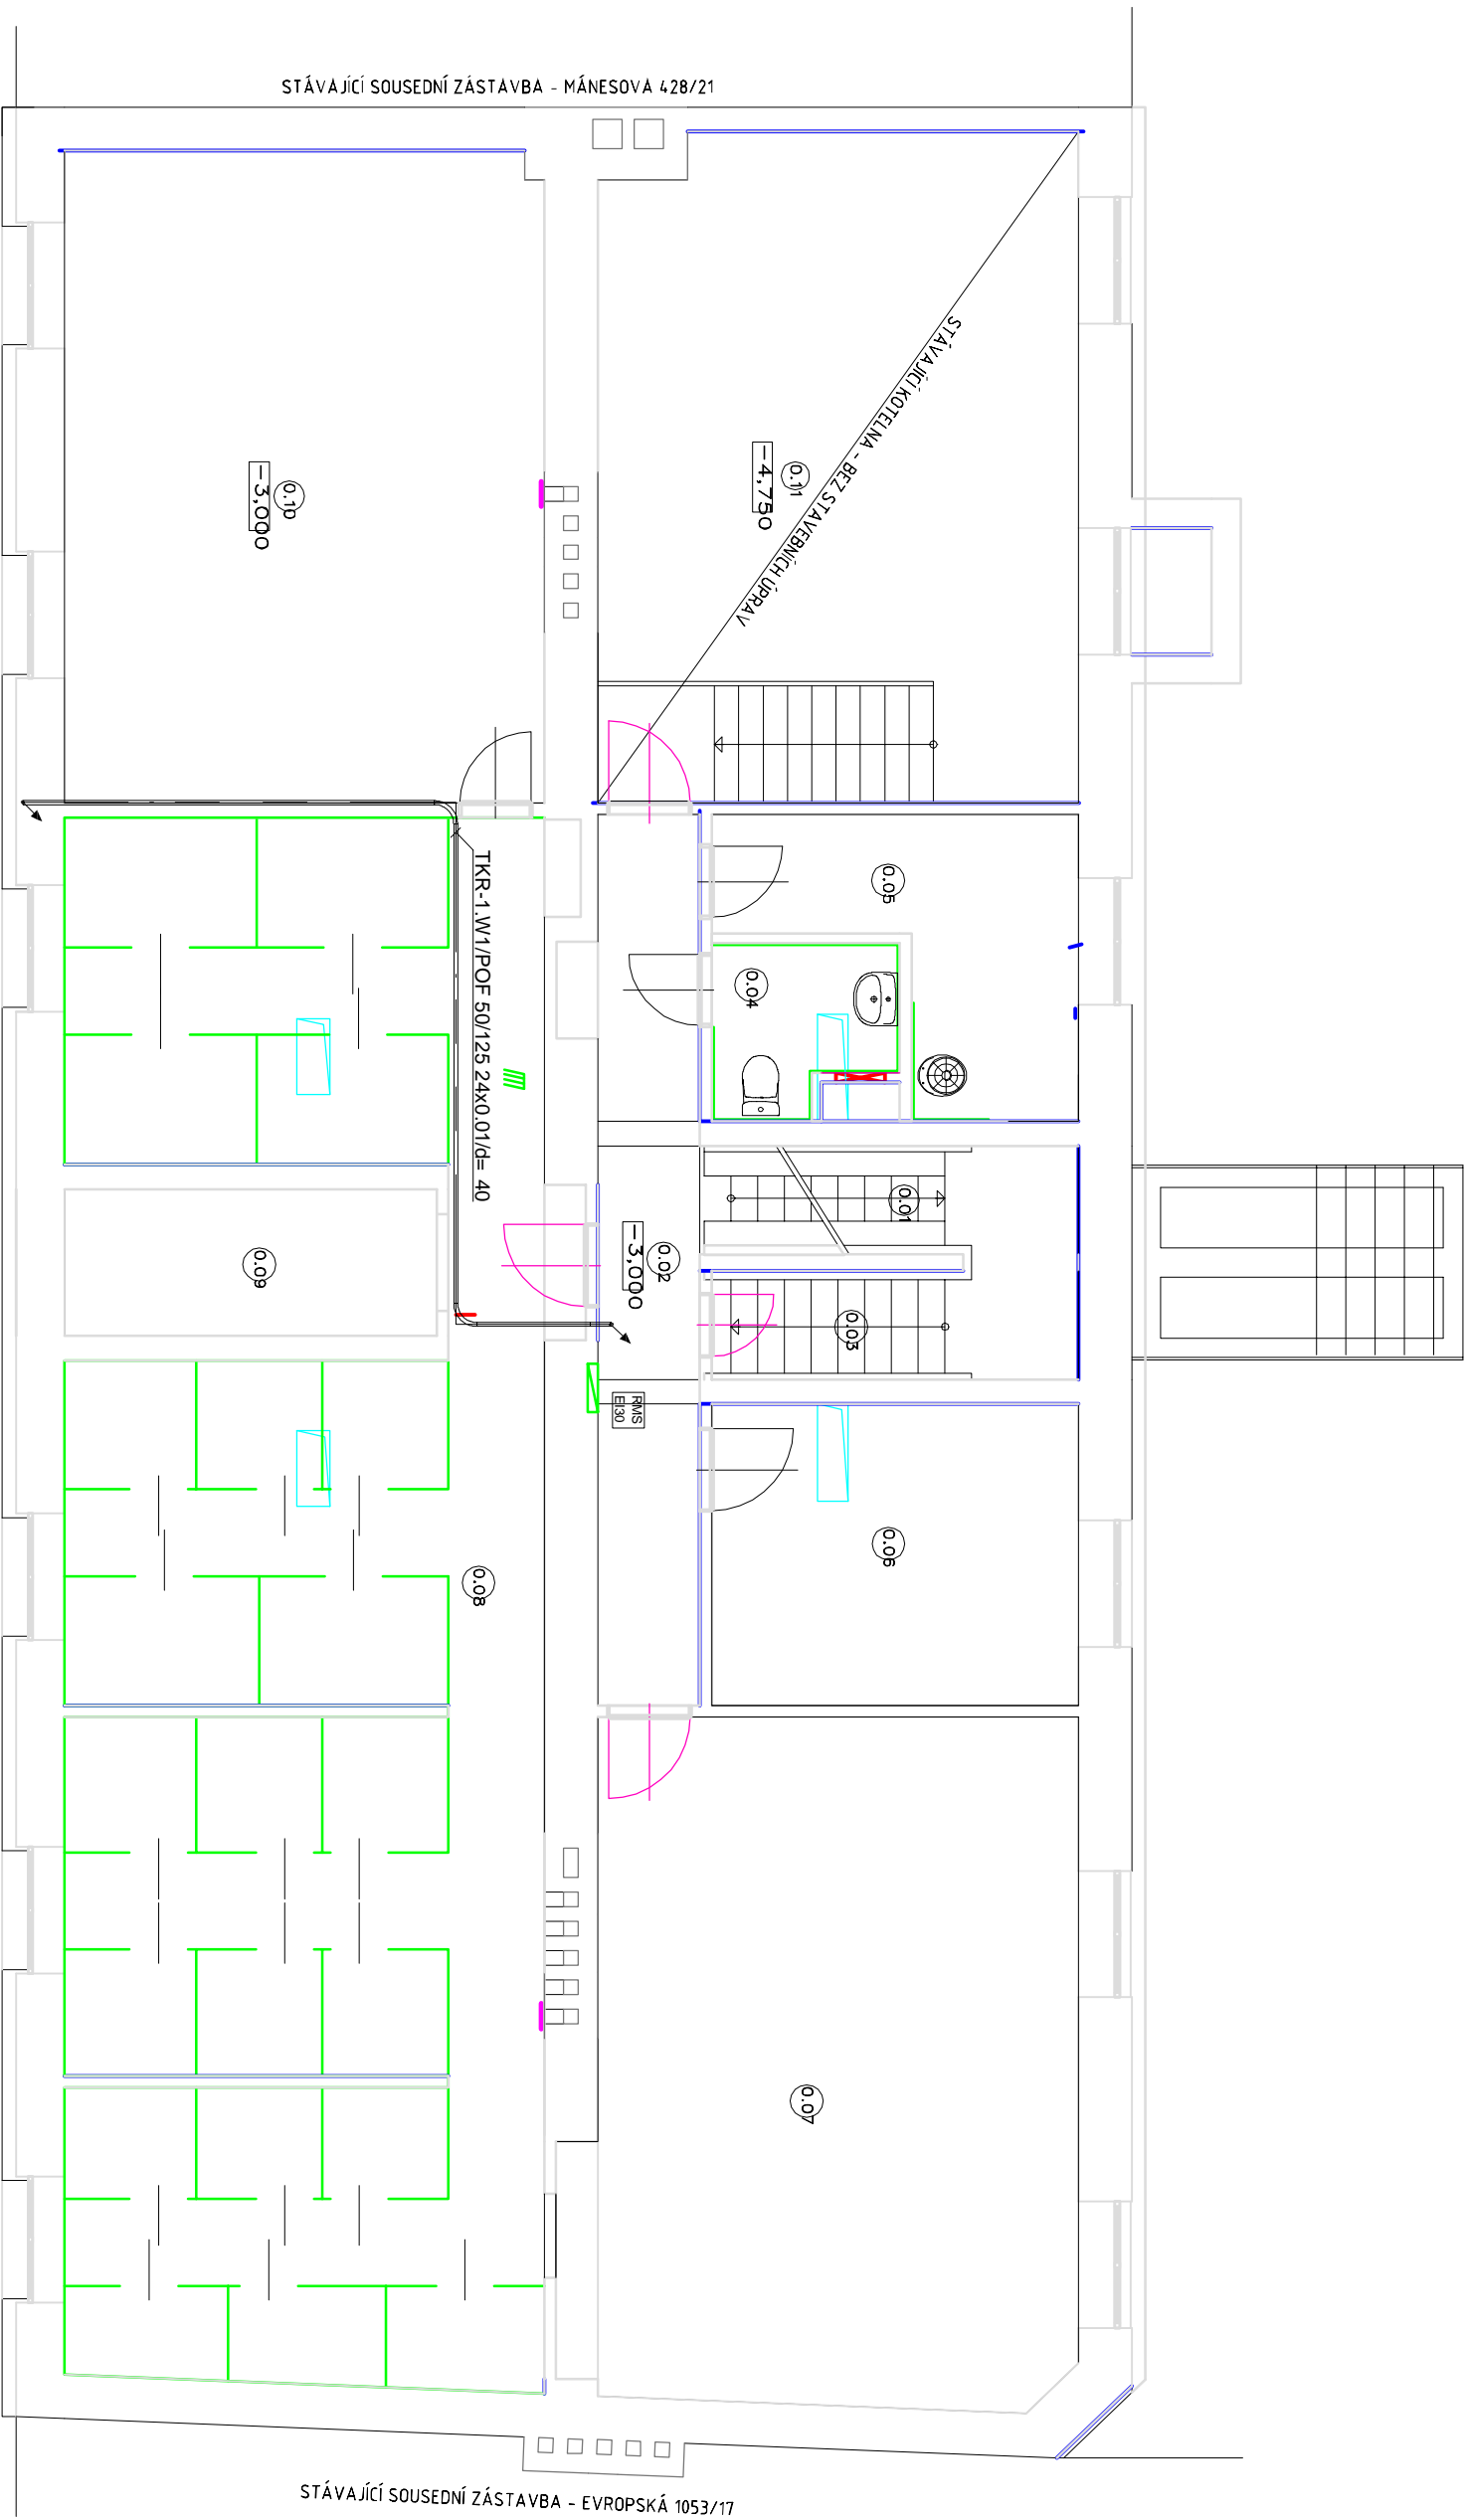 STÁVAJÍCÍ SOUSEDNÍ ZÁSTAVBA - MÁNESOVA 428/21
STÁVAJÍCÍ KOTELNA - BEZ STAVEBNÍCH ÚPRAV
0.11
-4,750
0.10
-3,000
0.05
0.04
TKR-1.W1/POF 50/125 24x0.01/d= 40
0.01
0.02
-3,000
0.09
0.03
RMS
EI30
0.06
0.08
0.07
STÁVAJÍCÍ SOUSEDNÍ ZÁSTAVBA - EVROPSKÁ 1053/17